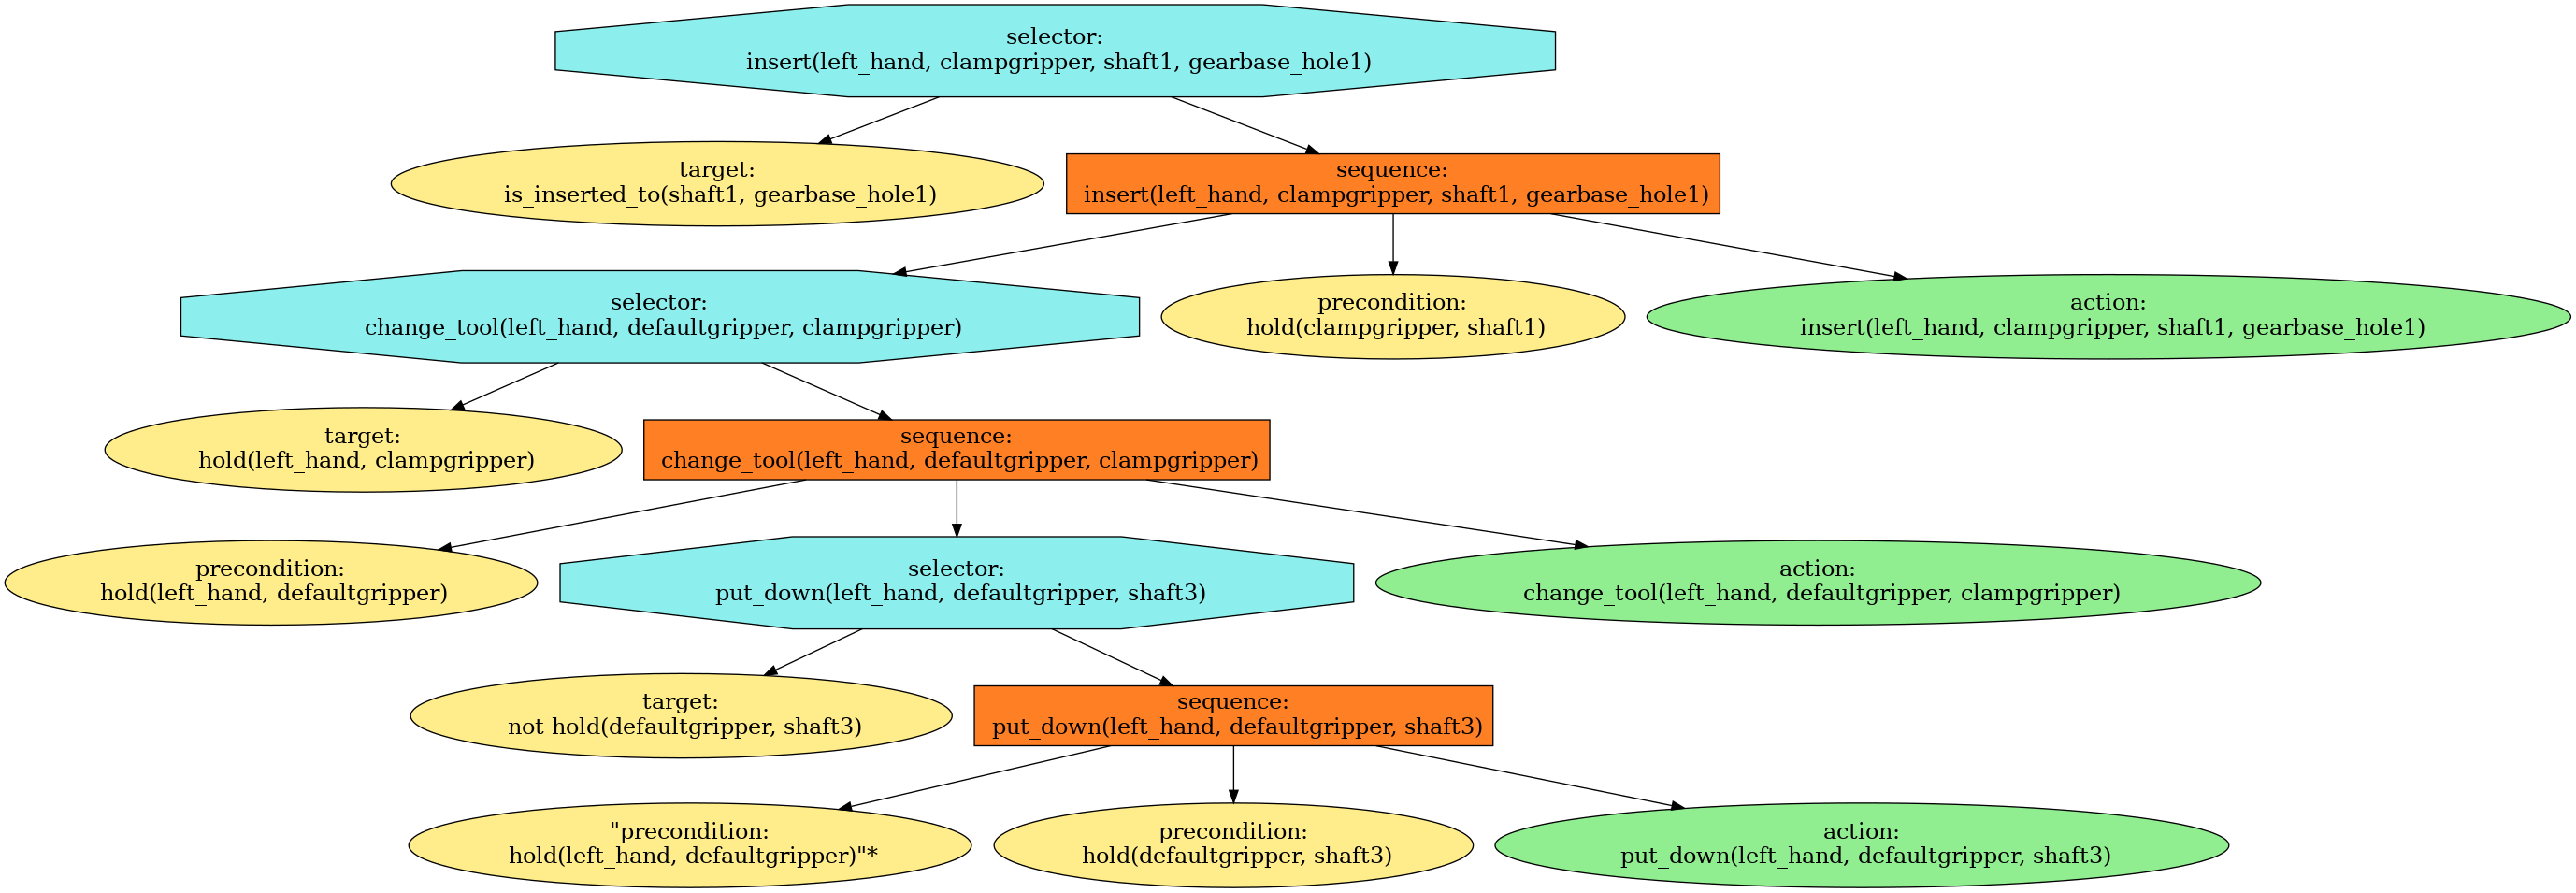 selector:
insert(left_hand, clampgripper, shaft1, gearbase_hole1)
target:
is_inserted_to(shaft1, gearbase_hole1)
sequence:
insert(left_hand, clampgripper, shaft1, gearbase_hole1)
selector:
change_tool(left_hand, defaultgripper, clampgripper)
precondition:
hold(clampgripper, shaft1)
action:
insert(left_hand, clampgripper, shaft1, gearbase_hole1)
target:
hold(left_hand, clampgripper)
sequence:
change_tool(left_hand, defaultgripper, clampgripper)
precondition:
hold(left_hand, defaultgripper)
selector:
put_down(left_hand, defaultgripper, shaft3)
action:
change_tool(left_hand, defaultgripper, clampgripper)
target:
not hold(defaultgripper, shaft3)
sequence:
put_down(left_hand, defaultgripper, shaft3)
"precondition:
hold(left_hand, defaultgripper)"*
precondition:
hold(defaultgripper, shaft3)
action:
put_down(left_hand, defaultgripper, shaft3)